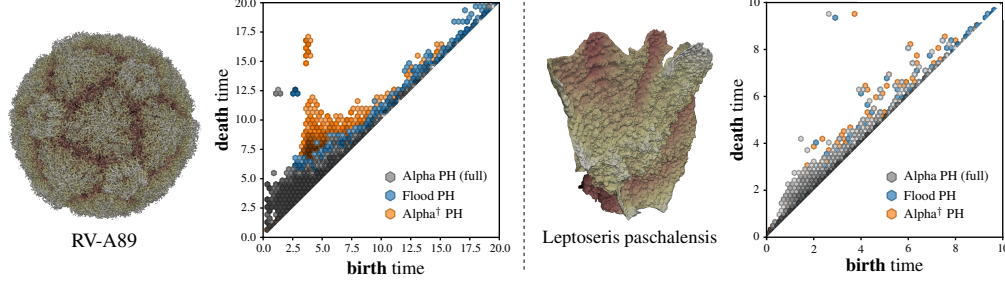 RV-A89
death time
20.0
17.5
15.0
12.5
10.0
7.5
5.0
2.5
0.0
Alpha PH (full)
Flood PH
Alpha† PH
0.0 2.5 5.0 7.5 10.0 12.5 15.0 17.5 20.0
birth time
Leptoseris paschalensis
death time
10
8
6
4
2
0
Alpha PH (full)
Flood PH
Alpha† PH
0 2 4 6 8 10
birth time